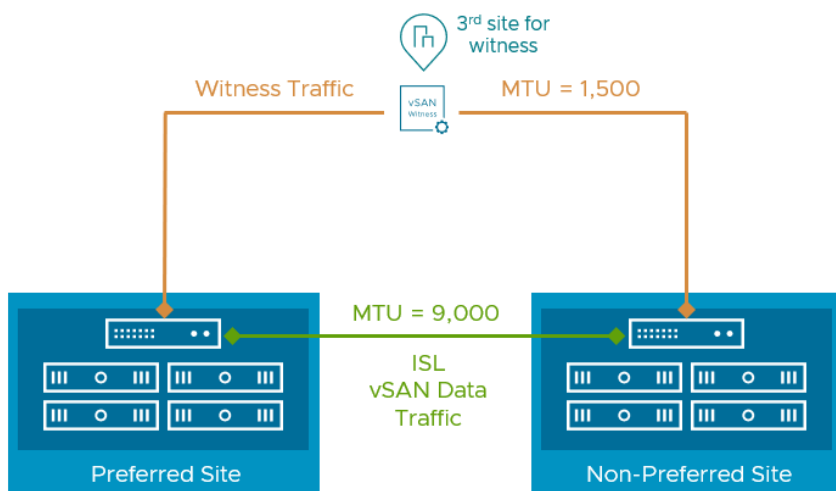 3rd site for
witness
Witness Traffic
vSAN
Witness
MTU = 1,500
MTU = 9,000
ISL
vSAN Data
Traffic
Preferred Site
Non-Preferred Site